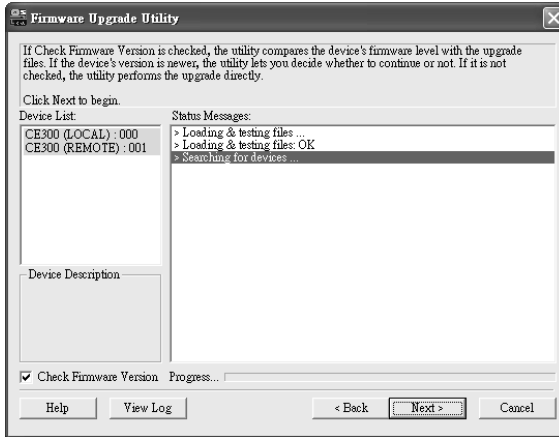 Firmware Upgrade Utility
If Check Firmware Version is checked, the utility compares the device's firmware level with the upgrade
files. If the device's version is newer, the utility lets you decide whether to continue or not. If it is not
checked, the utility performs the upgrade directly.
Click Next to begin.
Device List:
CE300 (LOCAL) : 000
CE300 (REMOTE) : 001
Status Messages:
> Loading & testing files ...
> Loading & testing files: OK
> Searching for devices ...
Device Description
Check Firmware Version Progress...
Help View Log < Back Next > Cancel